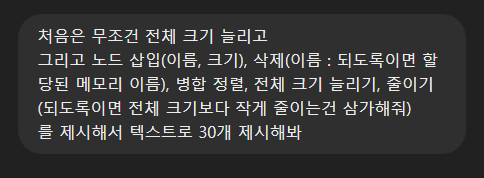 처음은 무조건 전체 크기 늘리고
그리고 노드 삽입(이름, 크기), 삭제(이름 : 되도록이면 할
당된 메모리 이름), 병합 정렬, 전체 크기 늘리기, 줄이기
(되도록이면 전체 크기보다 작게 줄이는건 삼가해줘)
를 제시해서 텍스트로 30개 제시해봐